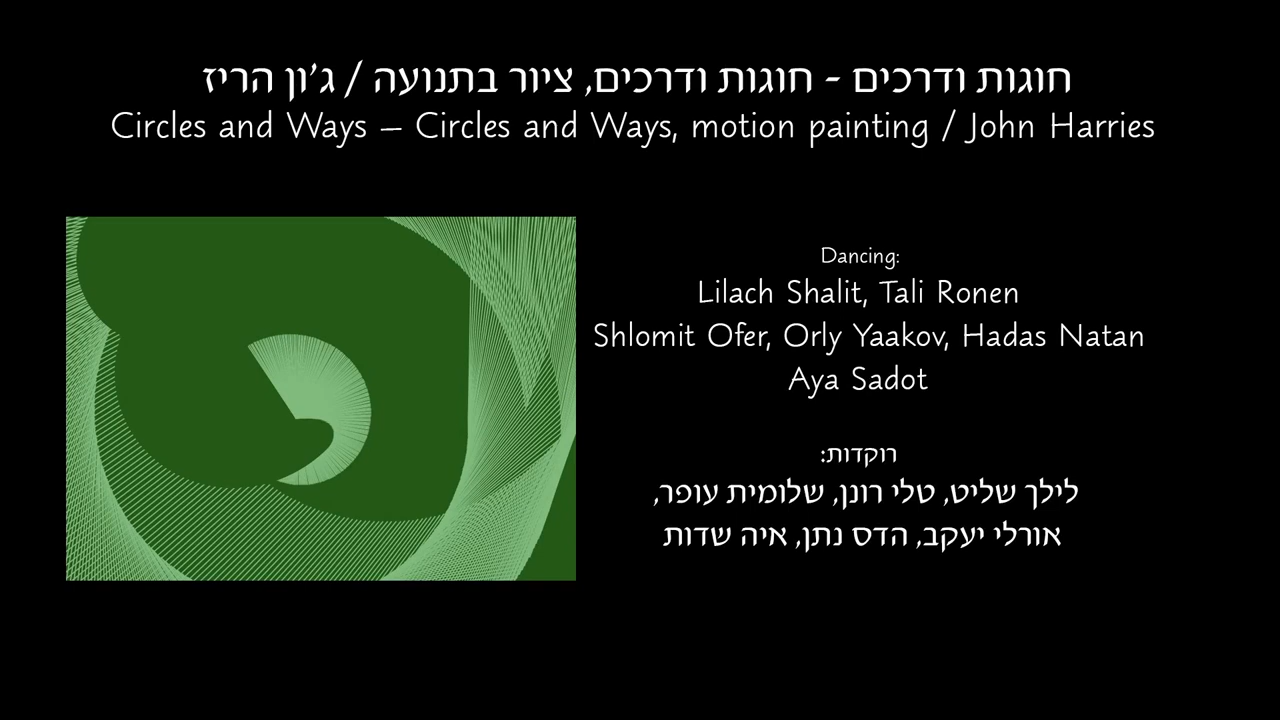 חוגות ודרכים - חוגות ודרכים, ציור בתנועה / ג'ון הריז
Circles and Ways – Circles and Ways, motion painting / John Harries
Dancing:
Lilach Shalit, Tali Ronen
Shlomit Ofer, Orly Yaakov, Hadas Natan
Aya Sadot
רוקדות:
לילך שליט, טלי רונן, שלומית עופר,
אורלי יעקב, הדס נתן, איה שדות